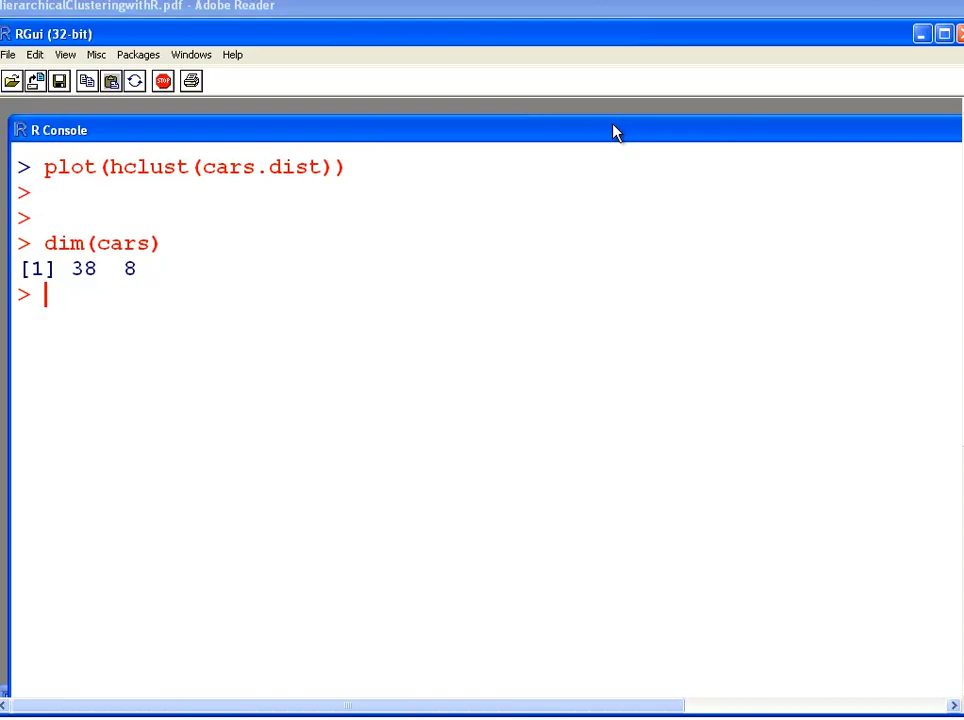 ierarchicalClusteringwithR.pdf - Adobe Reader
RGui (32-bit)
File Edit View Misc Packages Windows Help
STOP
R Console
> plot(hclust(cars.dist))
>
>
> dim(cars)
[1] 38 8
>